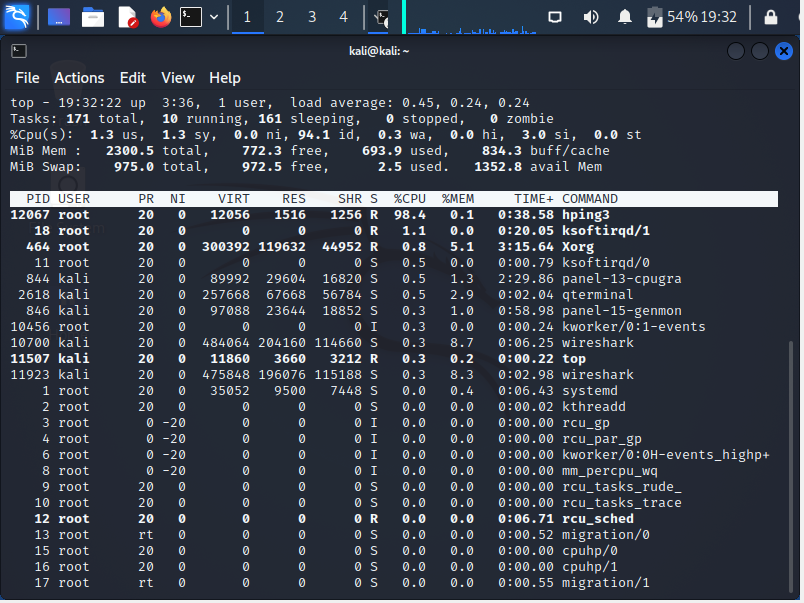 1 2 3 4 54% 19:32
kali@kali: ~
File Actions Edit View Help
top - 19:32:22 up  3:36,  1 user,  load average: 0.45, 0.24, 0.24
Tasks: 171 total,  10 running, 161 sleeping,   0 stopped,   0 zombie
%Cpu(s):  1.3 us,  1.3 sy,  0.0 ni, 94.1 id,  0.3 wa,  0.0 hi,  3.0 si,  0.0 st
MiB Mem :   2300.5 total,    772.3 free,    693.9 used,    834.3 buff/cache
MiB Swap:    975.0 total,    972.5 free,      2.5 used.   1352.8 avail Mem
PID USER PR NI VIRT RES SHR S %CPU %MEM TIME+ COMMAND
12067 root 20 0 12056 1516 1256 R 98.4 0.1 0:38.58 hping3
18 root 20 0 0 0 0 R 1.1 0.0 0:20.05 ksoftirqd/1
464 root 20 0 300392 119632 44952 R 0.8 5.1 3:15.64 Xorg
11 root 20 0 0 0 0 S 0.5 0.0 0:00.79 ksoftirqd/0
844 kali 20 0 89992 29604 16820 S 0.5 1.3 2:29.86 panel-13-cpugra
2618 kali 20 0 257668 67668 56784 S 0.5 2.9 0:02.04 qterminal
846 kali 20 0 97088 23644 18852 S 0.3 1.0 0:58.98 panel-15-genmon
10456 root 20 0 0 0 0 I 0.3 0.0 0:00.24 kworker/0:1-events
10700 kali 20 0 484064 204160 114660 S 0.3 8.7 0:06.25 wireshark
11507 kali 20 0 11860 3660 3212 R 0.3 0.2 0:00.22 top
11923 kali 20 0 475848 196076 115188 S 0.3 8.3 0:02.98 wireshark
1 root 20 0 35052 9500 7448 S 0.0 0.4 0:06.43 systemd
2 root 20 0 0 0 0 S 0.0 0.0 0:00.02 kthreadd
3 root 0 -20 0 0 0 I 0.0 0.0 0:00.00 rcu_gp
4 root 0 -20 0 0 0 I 0.0 0.0 0:00.00 rcu_par_gp
6 root 0 -20 0 0 0 I 0.0 0.0 0:00.00 kworker/0:0H-events_highp+
8 root 0 -20 0 0 0 I 0.0 0.0 0:00.00 mm_percpu_wq
9 root 20 0 0 0 0 S 0.0 0.0 0:00.00 rcu_tasks_rude_
10 root 20 0 0 0 0 S 0.0 0.0 0:00.00 rcu_tasks_trace
12 root 20 0 0 0 0 R 0.0 0.0 0:06.71 rcu_sched
13 root rt 0 0 0 0 S 0.0 0.0 0:00.52 migration/0
15 root 20 0 0 0 0 S 0.0 0.0 0:00.00 cpuhp/0
16 root 20 0 0 0 0 S 0.0 0.0 0:00.00 cpuhp/1
17 root rt 0 0 0 0 S 0.0 0.0 0:00.55 migration/1